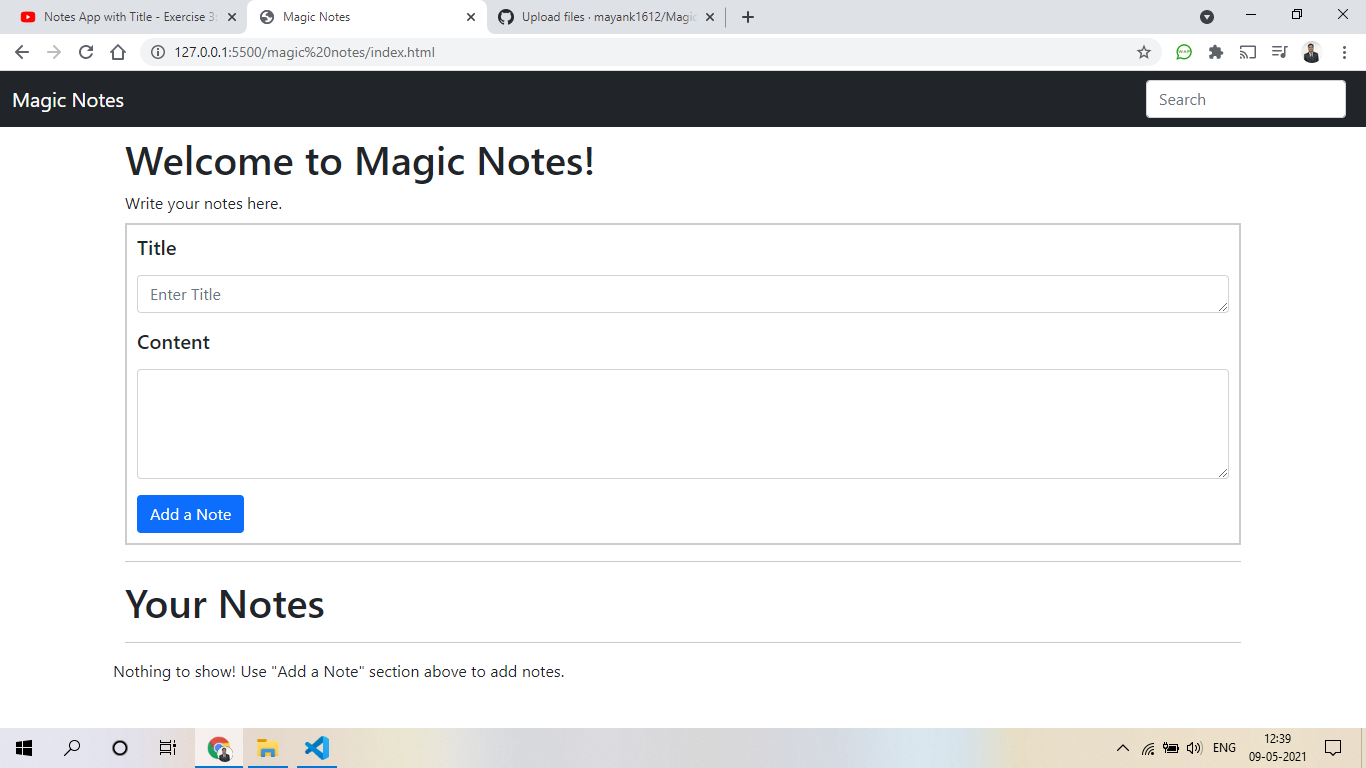 Notes App with Title - Exercise 3:
Magic Notes
Upload files · mayank1612/Magic
127.0.0.1:5500/magic%20notes/index.html
Magic Notes
Search
Welcome to Magic Notes!
Write your notes here.
Title
Enter Title
Content
Add a Note
Your Notes
Nothing to show! Use "Add a Note" section above to add notes.
ENG
12:39
09-05-2021